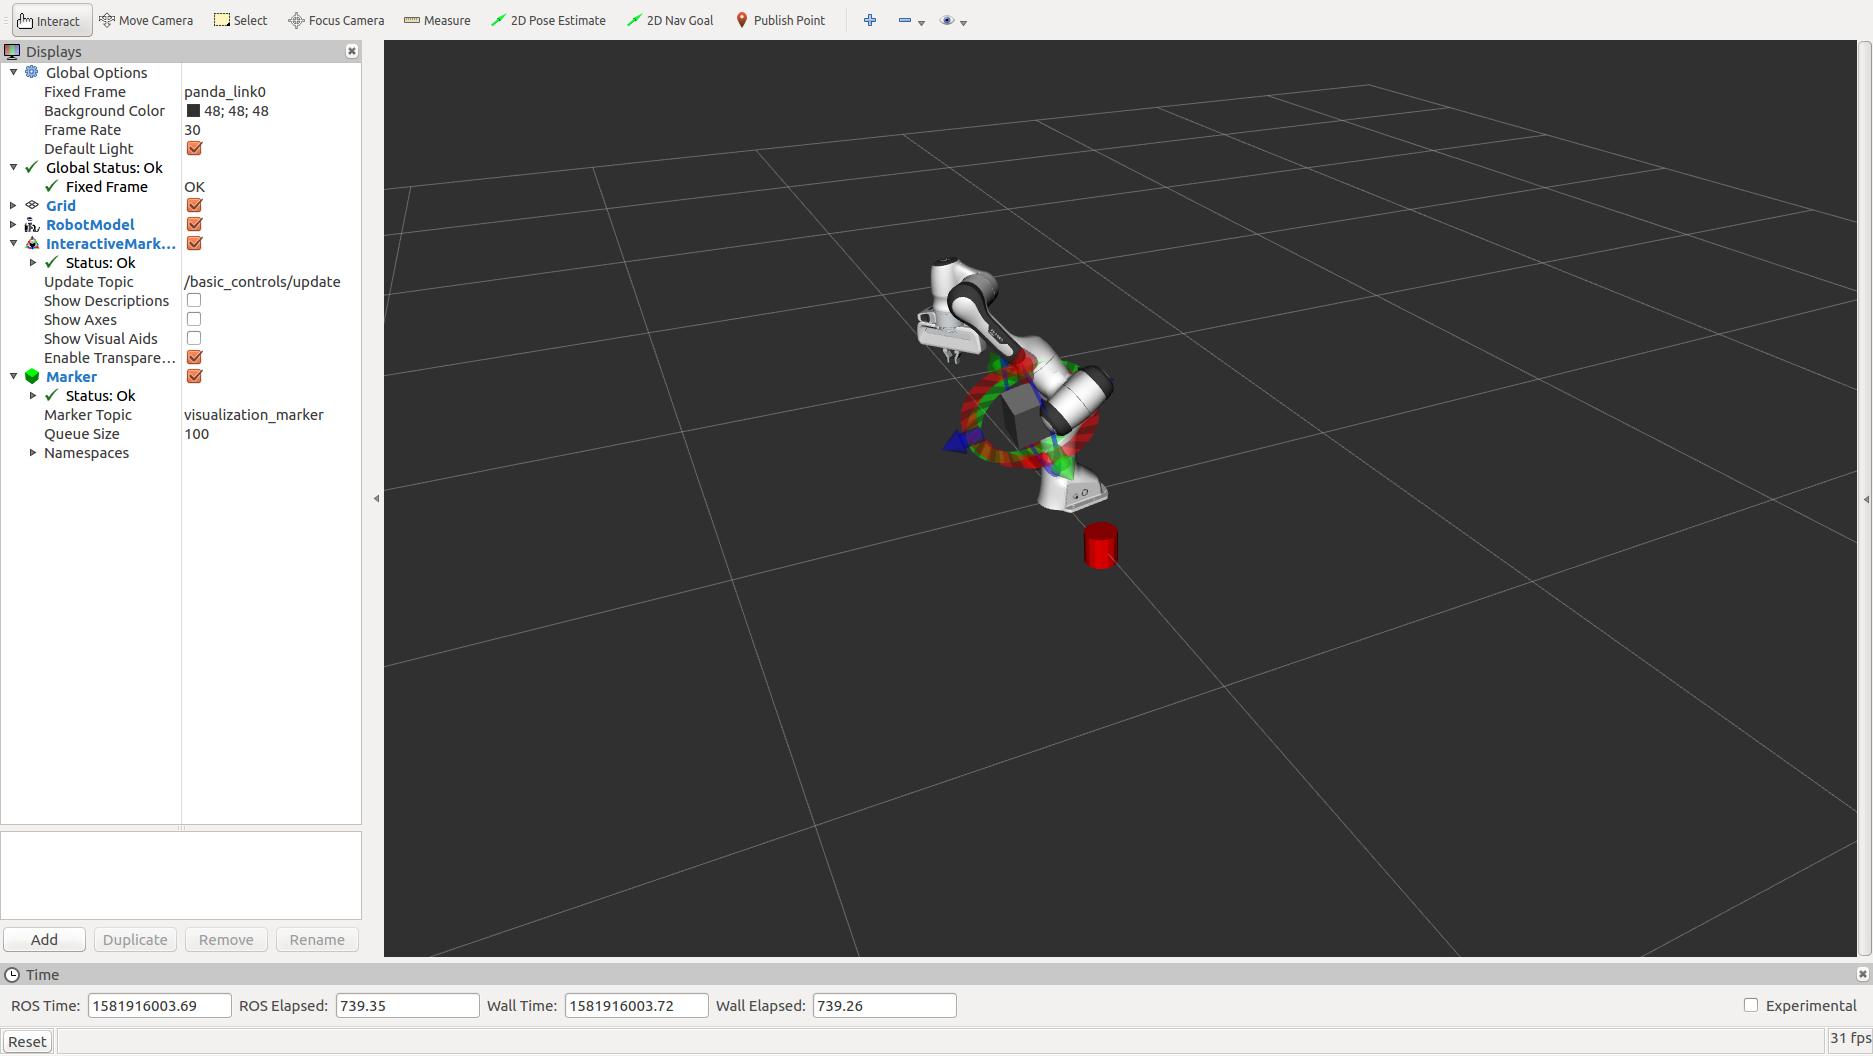 Interact Move Camera Select Focus Camera Measure 2D Pose Estimate 2D Nav Goal Publish Point
Displays
Global Options
Fixed Frame panda_link0
Background Color 48; 48; 48
Frame Rate 30
Default Light
Global Status: Ok
Fixed Frame OK
Grid
RobotModel
InteractiveMark...
Status: Ok
Update Topic /basic_controls/update
Show Descriptions
Show Axes
Show Visual Aids
Enable Transpare...
Marker
Status: Ok
Marker Topic visualization_marker
Queue Size 100
Namespaces
Add Duplicate Remove Rename
Time
ROS Time: 1581916003.69 ROS Elapsed: 739.35 Wall Time: 1581916003.72 Wall Elapsed: 739.26 Experimental
Reset 31 fps